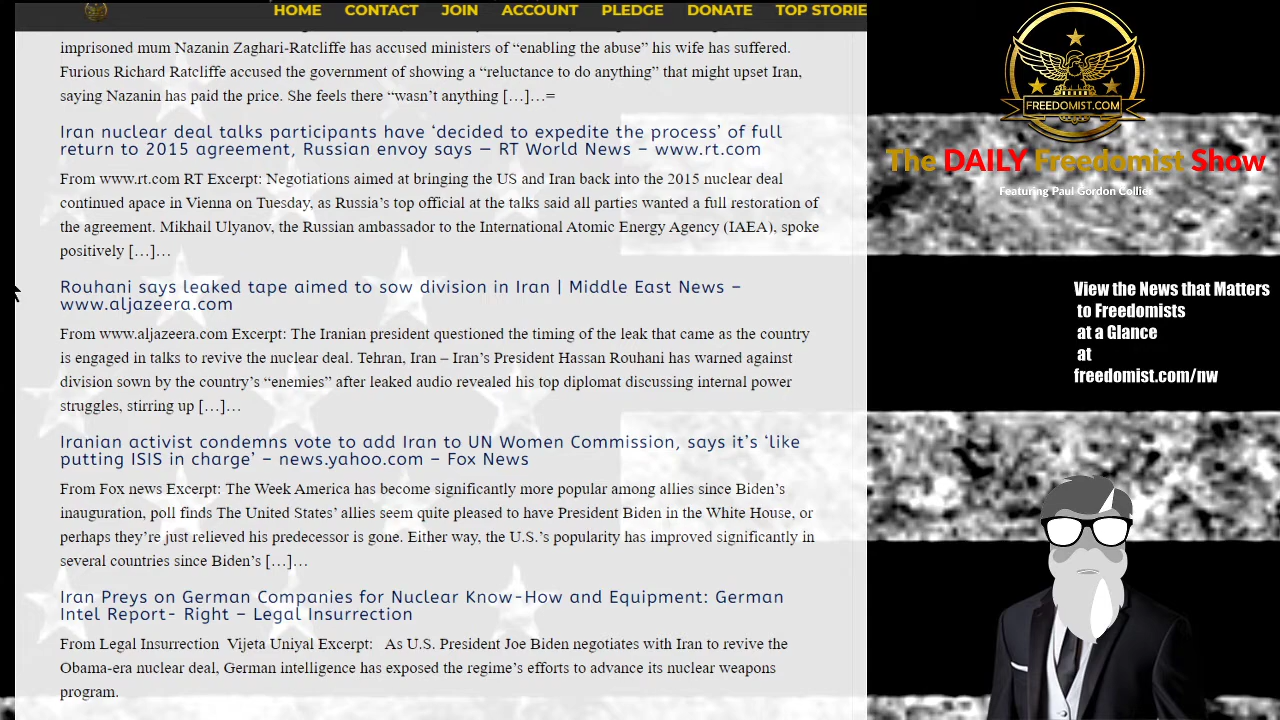 HOME CONTACT JOIN ACCOUNT PLEDGE DONATE TOP STORIE
imprisoned mum Nazanin Zaghari-Ratcliffe has accused ministers of “enabling the abuse” his wife has suffered.
Furious Richard Ratcliffe accused the government of showing a “reluctance to do anything” that might upset Iran,
saying Nazanin has paid the price. She feels there wasn’t anything […]…=
Iran nuclear deal talks participants have ‘decided to expedite the process’ of full
return to 2015 agreement, Russian envoy says — RT World News – www.rt.com
From www.rt.com RT Excerpt: Negotiations aimed at bringing the US and Iran back into the 2015 nuclear deal
continued apace in Vienna on Tuesday, as Russia’s top official at the talks said all parties wanted a full restoration of
the agreement. Mikhail Ulyanov, the Russian ambassador to the International Atomic Energy Agency (IAEA), spoke
positively […]…
Rouhani says leaked tape aimed to sow division in Iran | Middle East News –
www.aljazeera.com
From www.aljazeera.com Excerpt: The Iranian president questioned the timing of the leak that came as the country
is engaged in talks to revive the nuclear deal. Tehran, Iran – Iran’s President Hassan Rouhani has warned against
division sown by the country’s “enemies” after leaked audio revealed his top diplomat discussing internal power
struggles, stirring up […]…
Iranian activist condemns vote to add Iran to UN Women Commission, says it’s ‘like
putting ISIS in charge’ – news.yahoo.com – Fox News
From Fox news Excerpt: The Week America has become significantly more popular among allies since Biden’s
inauguration, poll finds The United States’ allies seem quite pleased to have President Biden in the White House, or
perhaps they’re just relieved his predecessor is gone. Either way, the U.S.’s popularity has improved significantly in
several countries since Biden’s […]…
Iran Preys on German Companies for Nuclear Know-How and Equipment: German
Intel Report- Right – Legal Insurrection
From Legal Insurrection Vijeta Uniyal Excerpt: As U.S. President Joe Biden negotiates with Iran to revive the
Obama-era nuclear deal, German intelligence has exposed the regime’s efforts to advance its nuclear weapons
program.
FREEDOMIST.COM
The DAILY Freedomist Show
Featuring Paul Gordon Collier
View the News that Matters
to Freedomists
at a Glance
at
freedomist.com/nw